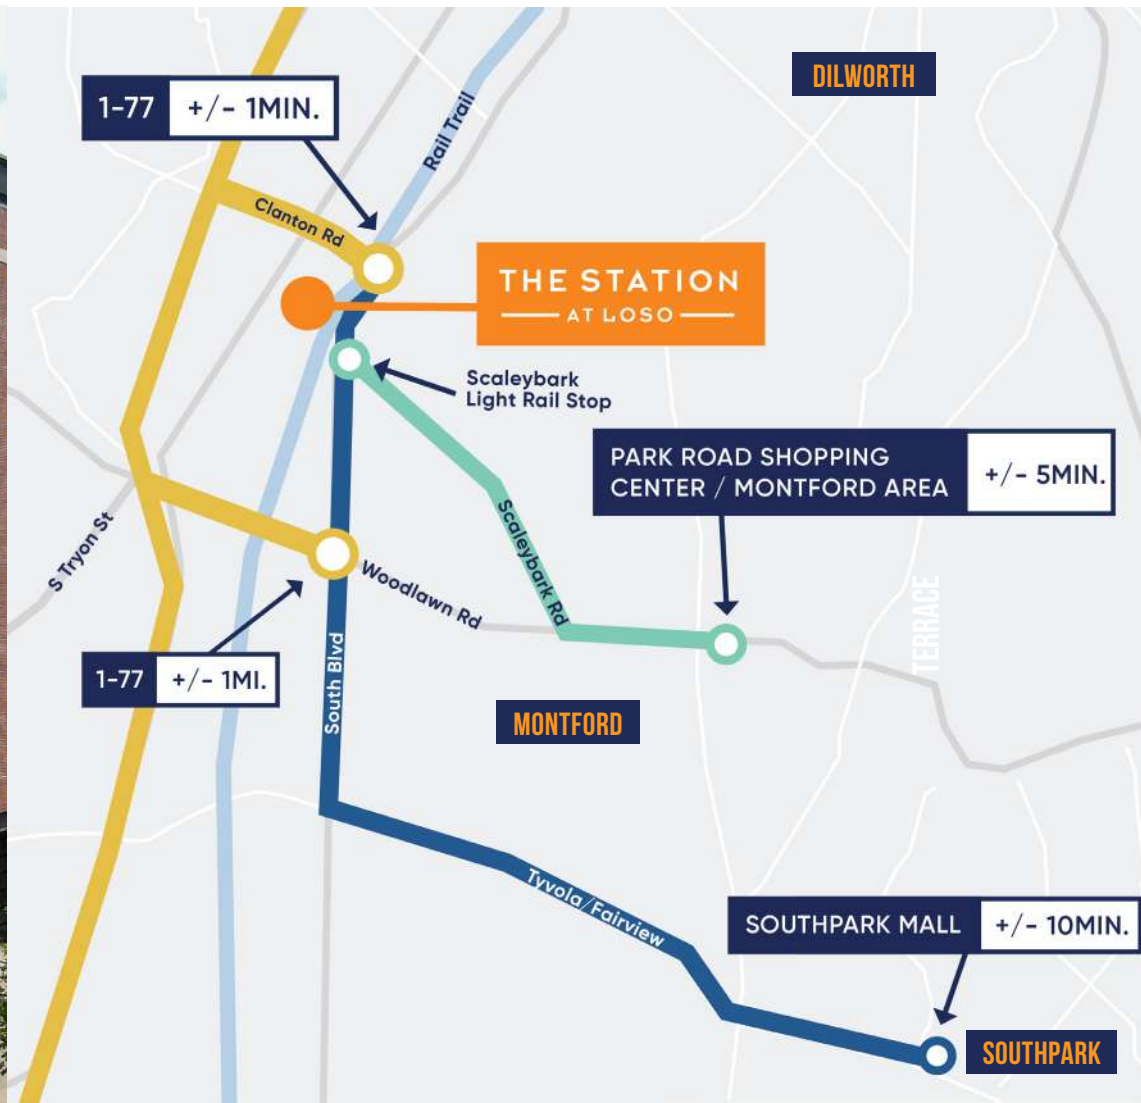 DILWORTH
1-77 +/- 1MIN.
Rail Trail
Clanton Rd
THE STATION
AT LOSO
Scaleybark
Light Rail Stop
PARK ROAD SHOPPING
CENTER / MONTFORD AREA
+/- 5MIN.
S Tryon St
Scaleybark Rd
Woodlawn Rd
TERRACE
1-77 +/- 1MI.
South Blvd
MONTFORD
Tyvola/Fairview
SOUTHPARK MALL +/- 10MIN.
SOUTHPARK